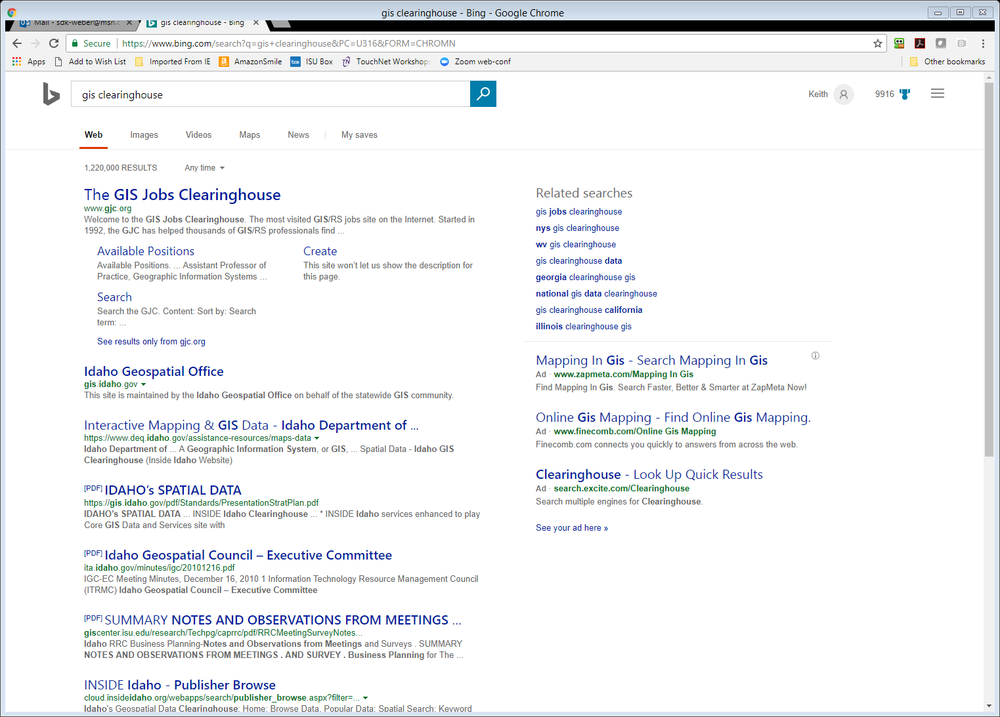 gis clearinghouse - Bing - Google Chrome
Mail - sdk-weber@msn.c
gis clearinghouse - Bing
Secure
https://www.bing.com/search?q=gis+clearinghouse&PC=U316&FORM=CHROMN
Apps
Add to Wish List
Imported From IE
AmazonSmile
ISU Box
TouchNet Workshop
Zoom web-conf
Other bookmarks
gis clearinghouse
Keith
9916
Web
Images
Videos
Maps
News
My saves
1,220,000 RESULTS
Any time
The GIS Jobs Clearinghouse
www.gjc.org
Welcome to the GIS Jobs Clearinghouse. The most visited GIS/RS jobs site on the Internet. Started in
1992, the GJC has helped thousands of GIS/RS professionals find ...
Available Positions
Available Positions. ... Assistant Professor of
Practice, Geographic Information Systems ...
Create
This site won't let us show the description for
this page.
Search
Search the GJC. Content: Sort by: Search
term: ...
See results only from gjc.org
Idaho Geospatial Office
gis.idaho.gov
This site is maintained by the Idaho Geospatial Office on behalf of the statewide GIS community.
Interactive Mapping & GIS Data - Idaho Department of ...
https://www.deq.idaho.gov/assistance-resources/maps-data
Idaho Department of ... A Geographic Information System, or GIS, ... Spatial Data - Idaho GIS
Clearinghouse (Inside Idaho Website)
[PDF] IDAHO's SPATIAL DATA
https://gis.idaho.gov/pdf/Standards/PresentationStratPlan.pdf
IDAHO's SPATIAL DATA ... INSIDE Idaho Clearinghouse ... * INSIDE Idaho services enhanced to play
Core GIS Data and Services site with
[PDF] Idaho Geospatial Council – Executive Committee
ita.idaho.gov/minutes/igc/20101216.pdf
IGC-EC Meeting Minutes, December 16, 2010 1 Information Technology Resource Management Council
(ITRMC) Idaho Geospatial Council – Executive Committee
[PDF] SUMMARY NOTES AND OBSERVATIONS FROM MEETINGS ...
giscenter.isu.edu/research/Techpg/caprrc/pdf/RRCMeetingSurveyNotes...
Idaho RRC Business Planning-Notes and Observations from Meetings and Surveys . SUMMARY
NOTES AND OBSERVATIONS FROM MEETINGS . AND SURVEY . Business Planning for The ...
INSIDE Idaho - Publisher Browse
cloud.insideidaho.org/webapps/search/publisher_browse.aspx?filter=...
Idaho's Geospatial Data Clearinghouse: Home: Browse Data. Popular Data: Spatial Search: Keyword
Related searches
gis jobs clearinghouse
nys gis clearinghouse
wv gis clearinghouse
gis clearinghouse data
georgia clearinghouse gis
national gis data clearinghouse
gis clearinghouse california
illinois clearinghouse gis
Mapping In Gis - Search Mapping In Gis
Ad · www.zapmeta.com/Mapping In Gis
Find Mapping In Gis. Search Faster, Better & Smarter at ZapMeta Now!
Online Gis Mapping - Find Online Gis Mapping.
Ad · www.finecomb.com/Online Gis Mapping
Finecomb.com connects you quickly to answers from across the web.
Clearinghouse - Look Up Quick Results
Ad · search.excite.com/Clearinghouse
Search multiple engines for Clearinghouse.
See your ad here »